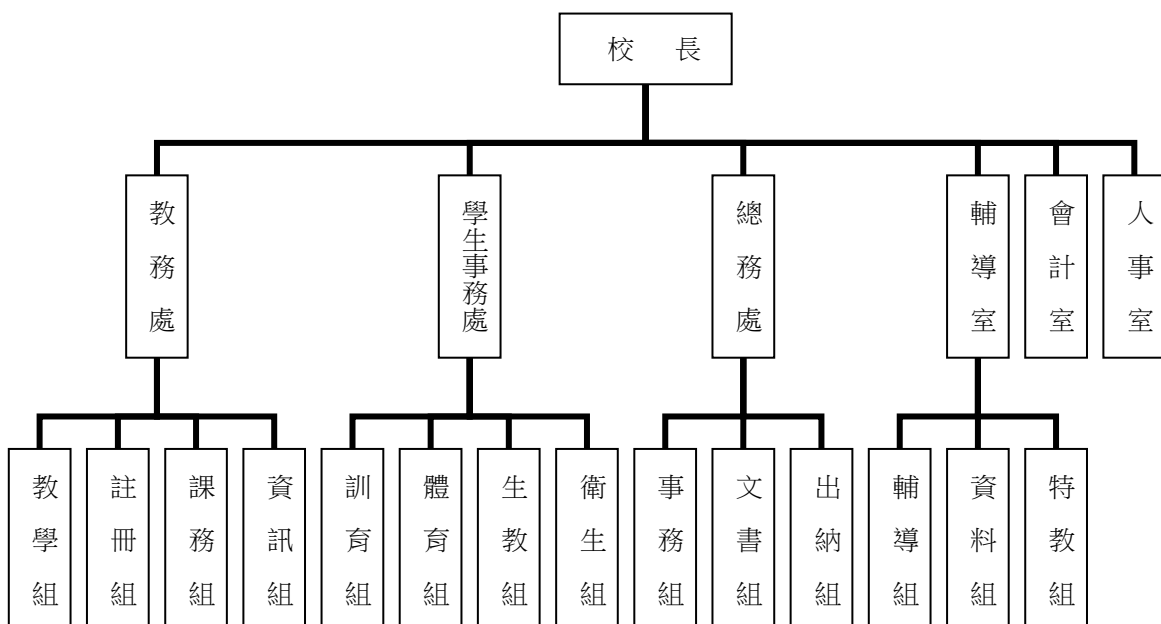 校長
教務處
學生事務處
總務處
輔導室
會計室
人事室
教學組
註冊組
課務組
資訊組
訓育組
體育組
生教組
衛生組
事務組
文書組
出納組
輔導組
資料組
特教組